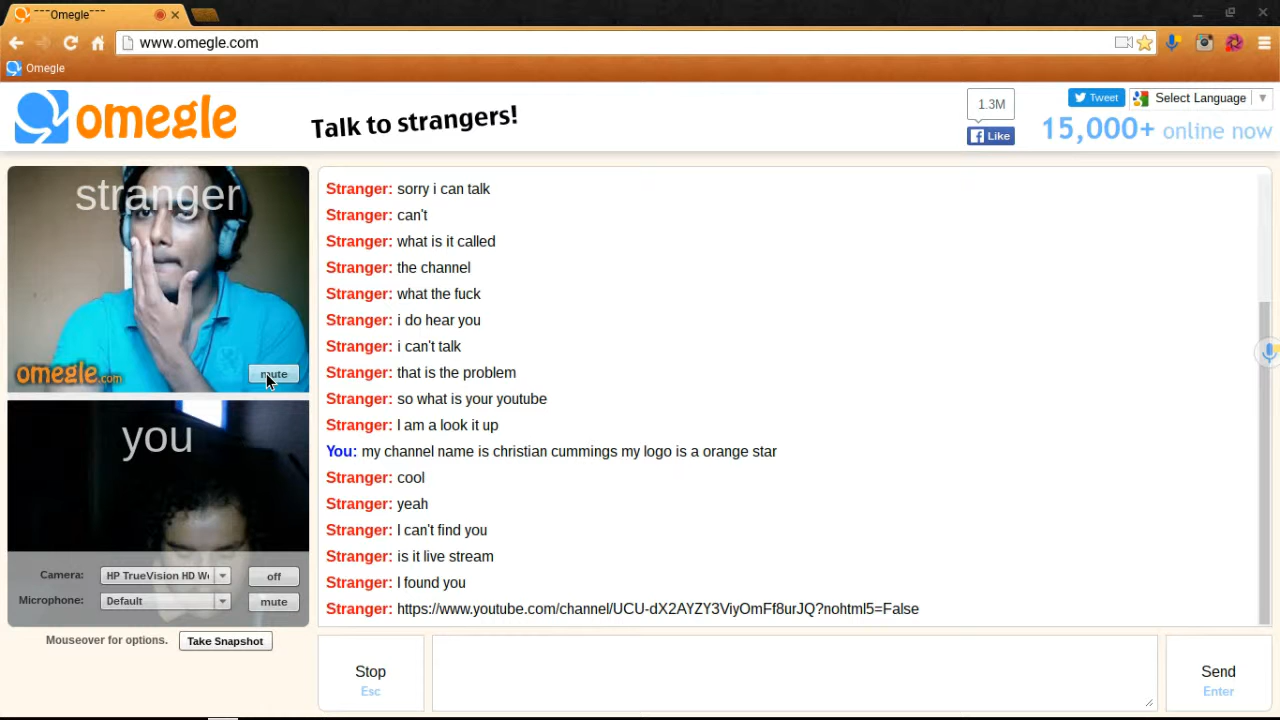 ---Omegle---
www.omegle.com
Omegle
omegle
Talk to strangers!
1.3M
Like
Tweet
Select Language
15,000+ online now
stranger
omegle.com
mute
you
Camera:
HP TrueVision HD W
off
Microphone:
Default
mute
Mouseover for options.
Take Snapshot
Stranger: sorry i can talk
Stranger: can't
Stranger: what is it called
Stranger: the channel
Stranger: what the fuck
Stranger: i do hear you
Stranger: i can't talk
Stranger: that is the problem
Stranger: so what is your youtube
Stranger: I am a look it up
You: my channel name is christian cummings my logo is a orange star
Stranger: cool
Stranger: yeah
Stranger: I can't find you
Stranger: is it live stream
Stranger: I found you
Stranger: https://www.youtube.com/channel/UCU-dX2AYZY3ViyOmFf8urJQ?nohtml5=False
Stop
Esc
Send
Enter